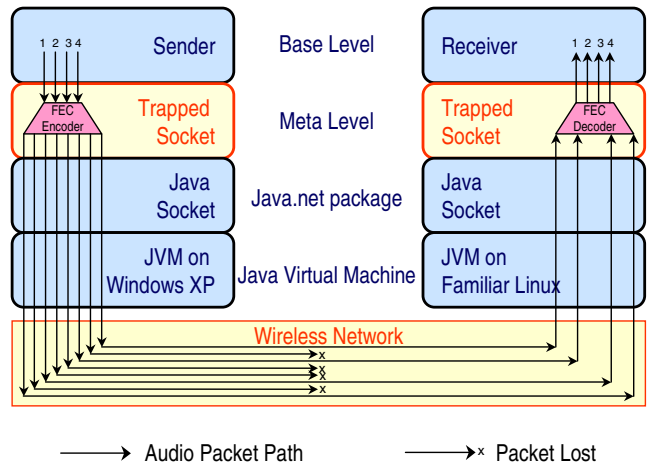 1 2 3 4
Sender
Base Level
Receiver
1 2 3 4
FEC
Encoder
Trapped
Socket
Meta Level
Trapped
Socket
FEC
Decoder
Java
Socket
Java.net package
Java
Socket
JVM on
Windows XP
Java Virtual Machine
JVM on
Familiar Linux
Wireless Network
x
x
x
x
Audio Packet Path
x Packet Lost